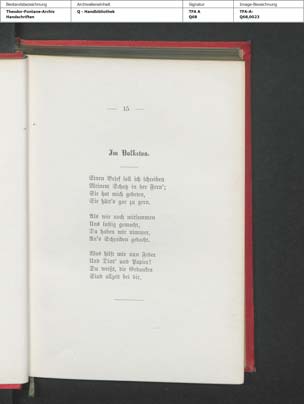 Bestandsbezeichnung
Archivalieneinheit
Signatur
Image-Bezeichnung
Theodor-Fontane-Archiv
Handschriften
Q - Handbibliothek
TFA A
Q68
TFA-A:
Q68,0023
— 15 —
Im Volkston.
Einen Brief soll ich schreiben
Meinem Schatz in der Fern';
Sie hat mich gebeten,
Sie hätt's gar zu gern.
Als wir noch mitsammen
Uns lustig gemacht,
Da haben wir nimmer
An's Schreiben gedacht.
Was hilft mir nun Feder
Und Dint' und Papier?
Du weißt, die Gedanken
Sind allzeit bei dir.